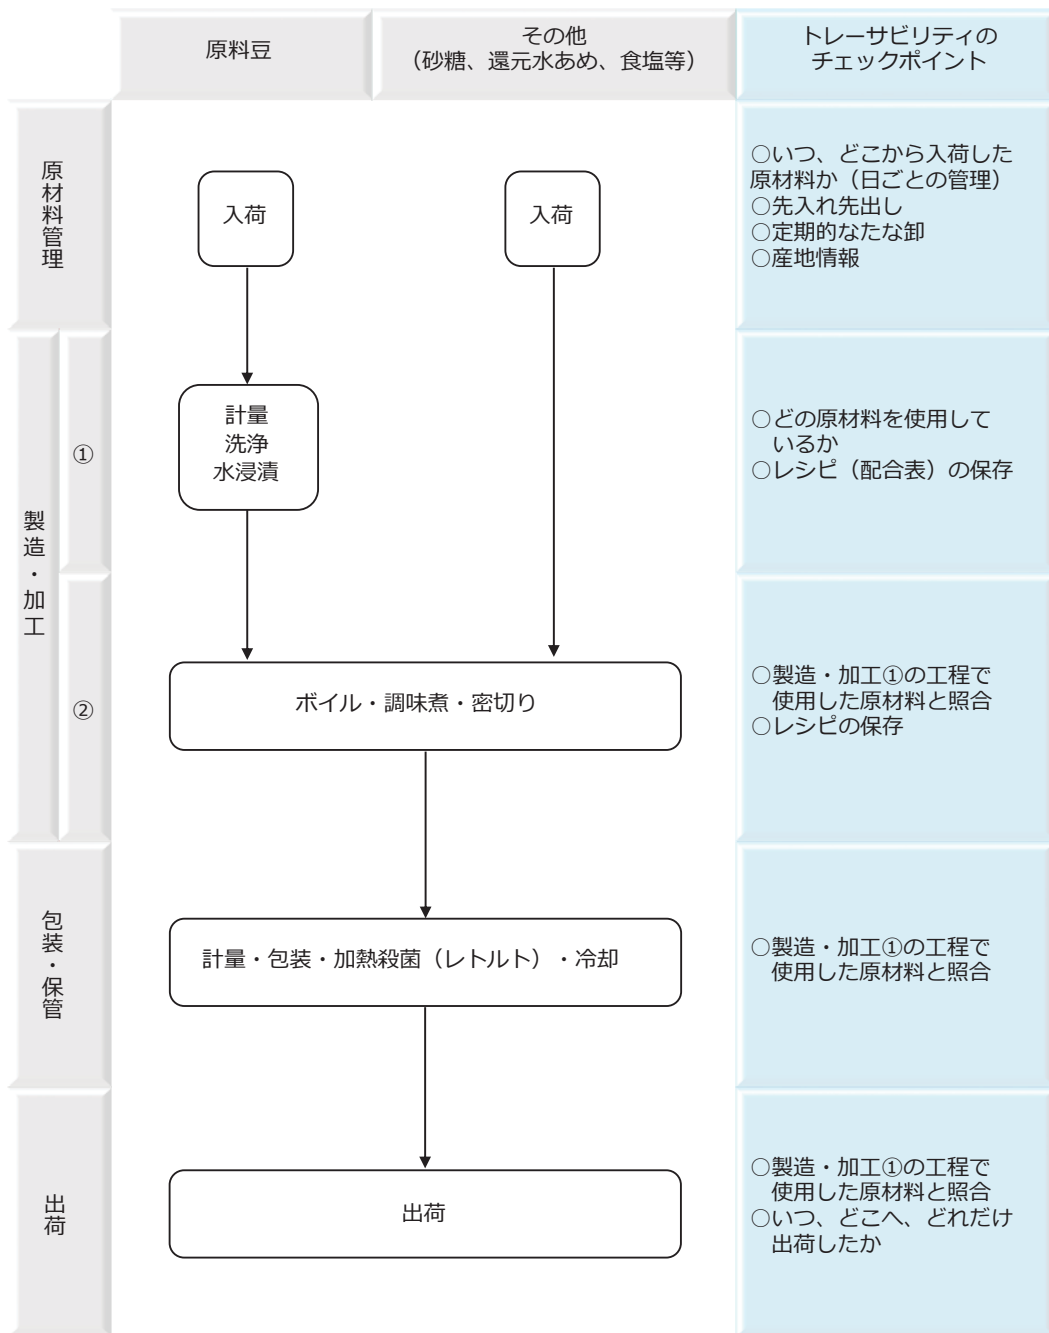 原料豆
その他
（砂糖、還元水あめ、食塩等）
トレーサビリティの
チェックポイント
原材料管理
入荷
入荷
○いつ、どこから入荷した
原材料か（日ごとの管理）
○先入れ先出し
○定期的なたな卸
○産地情報
製造・加工
①
計量
洗浄
水浸漬
○どの原材料を使用して
いるか
○レシピ（配合表）の保存
②
ボイル・調味煮・密切り
○製造・加工①の工程で
使用した原材料と照合
○レシピの保存
包装・保管
計量・包装・加熱殺菌（レトルト）・冷却
○製造・加工①の工程で
使用した原材料と照合
出荷
出荷
○製造・加工①の工程で
使用した原材料と照合
○いつ、どこへ、どれだけ
出荷したか